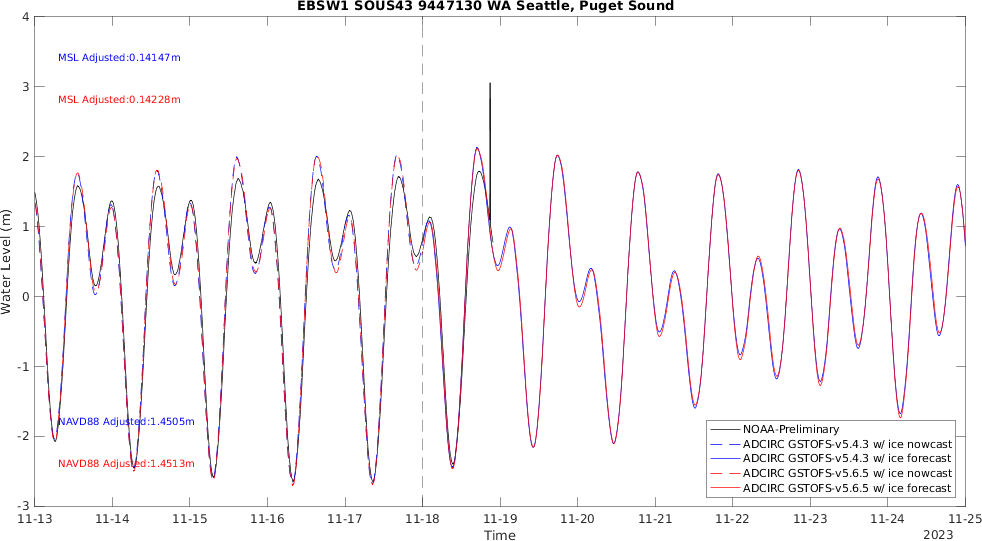 EBSW1 SOUS43 9447130 WA Seattle, Puget Sound
4
3
2
1
0
-1
-2
-3
Water Level (m)
MSL Adjusted:0.14147m
MSL Adjusted:0.14228m
NAVD88 Adjusted:1.4505m
NAVD88 Adjusted:1.4513m
NOAA-Preliminary
ADCIRC GSTOFS-v5.4.3 w/ ice nowcast
ADCIRC GSTOFS-v5.4.3 w/ ice forecast
ADCIRC GSTOFS-v5.6.5 w/ ice nowcast
ADCIRC GSTOFS-v5.6.5 w/ ice forecast
11-13 11-14 11-15 11-16 11-17 11-18 11-19 11-20 11-21 11-22 11-23 11-24 11-25
Time
2023